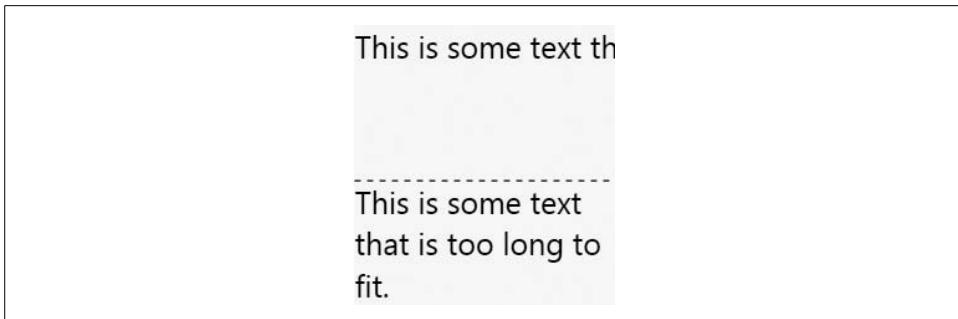 This is some text th
This is some text
that is too long to
fit.